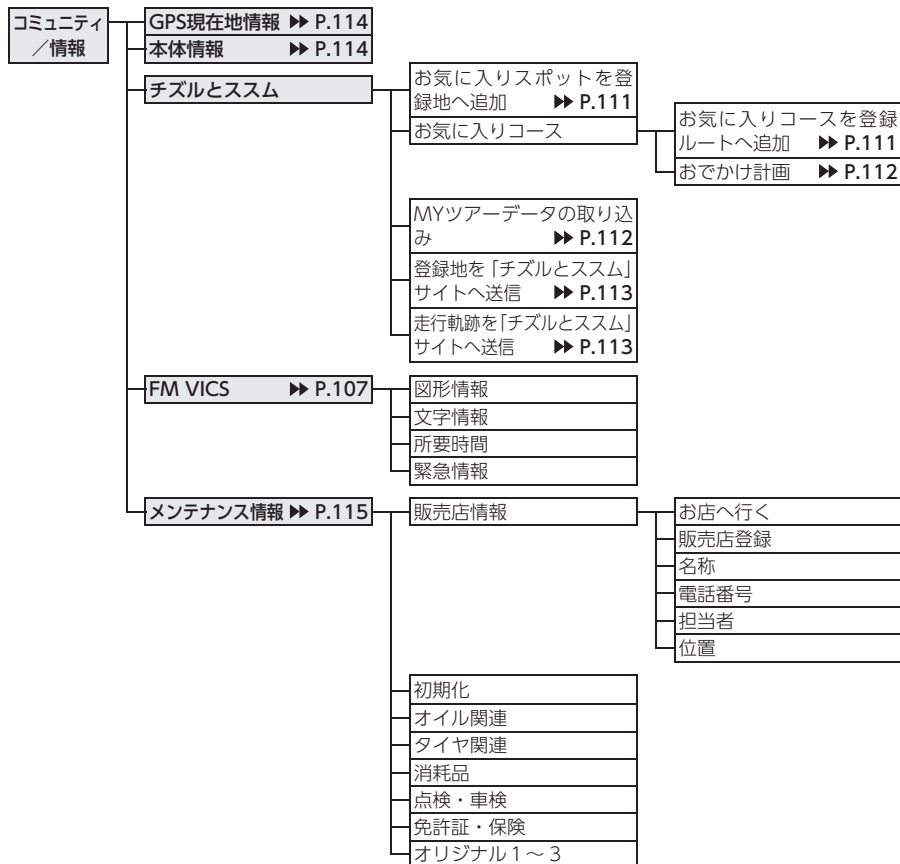 コミュニティ
／情報
GPS現在地情報 ▶▶ P.114
本体情報 ▶▶ P.114
チズルとススム
お気に入りスポットを登
録地へ追加 ▶▶ P.111
お気に入りコース
お気に入りコースを登録
ルートへ追加 ▶▶ P.111
おでかけ計画 ▶▶ P.112
MYツアーデータの取り込
み ▶▶ P.112
登録地を「チズルとススム」
サイトへ送信 ▶▶ P.113
走行軌跡を「チズルとススム」
サイトへ送信 ▶▶ P.113
FM VICS ▶▶ P.107
図形情報
文字情報
所要時間
緊急情報
メンテナンス情報 ▶▶ P.115
販売店情報
お店へ行く
販売店登録
名称
電話番号
担当者
位置
初期化
オイル関連
タイヤ関連
消耗品
点検・車検
免許証・保険
オリジナル１～３